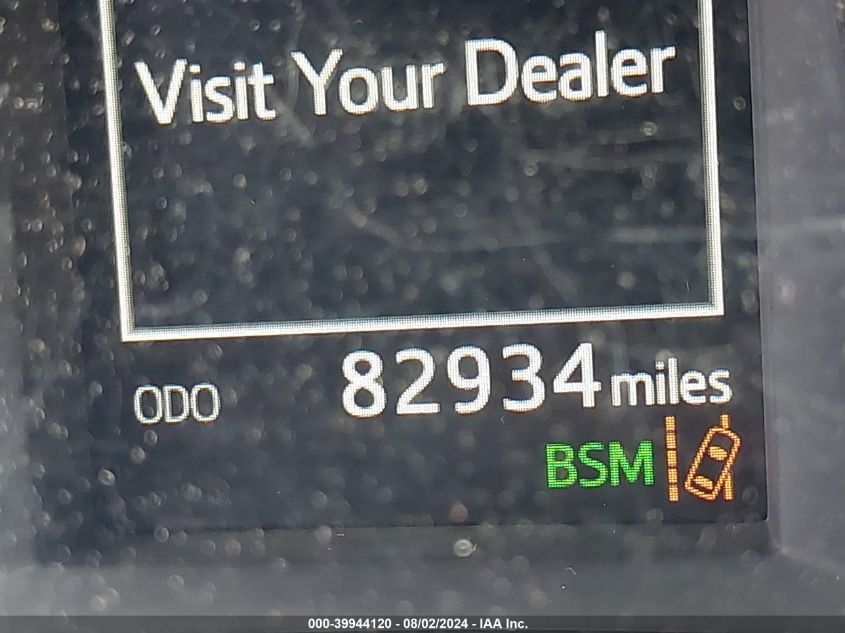 Visit Your Dealer
ODO 82934 miles
BSM
000-39944120 - 08/02/2024 - IAA Inc.